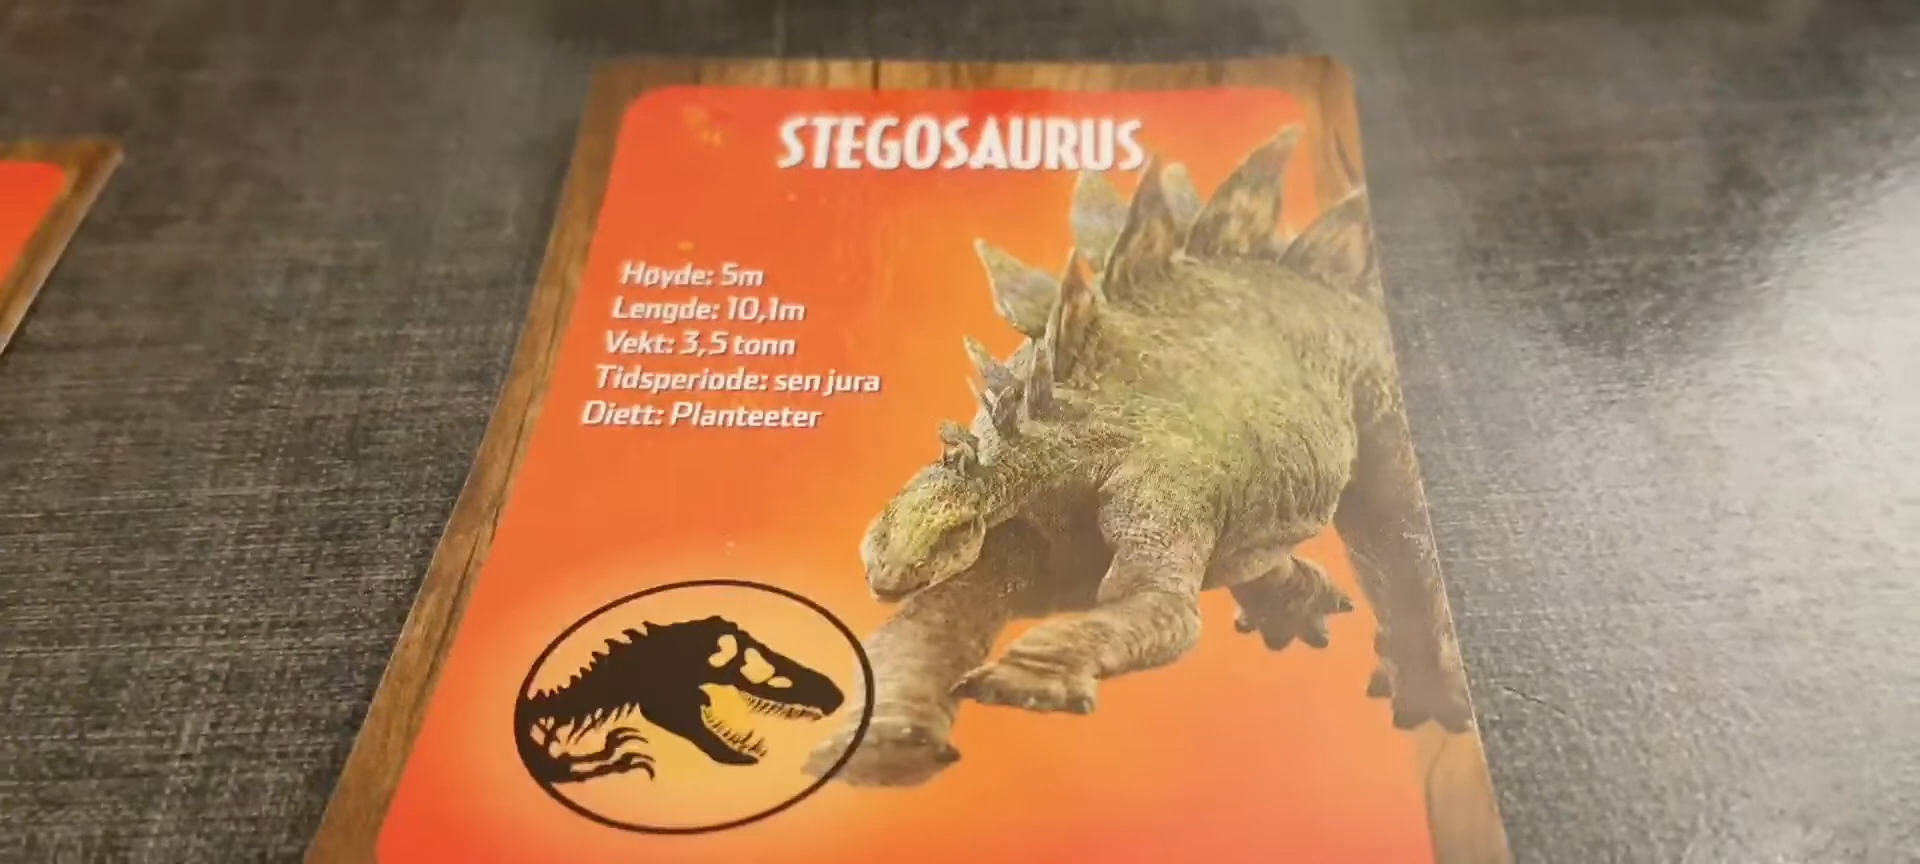 STEGOSAURUS
Høyde: 5m
Lengde: 10,1m
Vekt: 3,5 tonn
Tidsperiode: sen jura
Diett: Planteeter